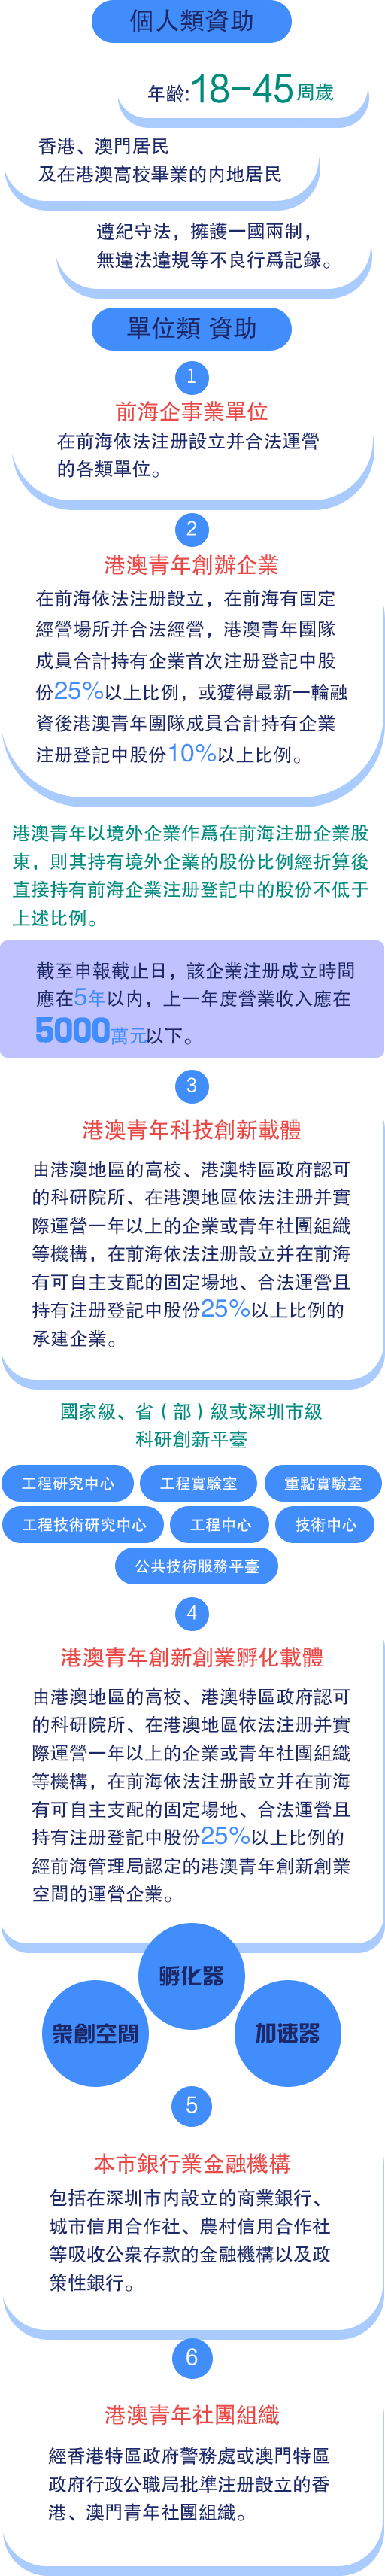 個人類資助
年齡:18-45周歲
香港、澳門居民
及在港澳高校畢業的内地居民
遵紀守法，擁護一國兩制，
無違法違規等不良行爲記録。
單位類 資助
1
前海企事業單位
在前海依法注册設立并合法運營
的各類單位。
2
港澳青年創辦企業
在前海依法注册設立，在前海有固定
經營場所并合法經營，港澳青年團隊
成員合計持有企業首次注册登記中股
份25%以上比例，或獲得最新一輪融
資後港澳青年團隊成員合計持有企業
注册登記中股份10%以上比例。
港澳青年以境外企業作爲在前海注册企業股
東，則其持有境外企業的股份比例經折算後
直接持有前海企業注册登記中的股份不低于
上述比例。
截至申報截止日，該企業注册成立時間
應在5年以内，上一年度營業收入應在
5000萬元以下。
3
港澳青年科技創新載體
由港澳地區的高校、港澳特區政府認可
的科研院所、在港澳地區依法注册并實
際運營一年以上的企業或青年社團組織
等機構，在前海依法注册設立并在前海
有可自主支配的固定場地、合法運營且
持有注册登記中股份25%以上比例的
承建企業。
國家級、省（部）級或深圳市級
科研創新平臺
工程研究中心 工程實驗室 重點實驗室
工程技術研究中心 工程中心 技術中心
公共技術服務平臺
4
港澳青年創新創業孵化載體
由港澳地區的高校、港澳特區政府認可
的科研院所、在港澳地區依法注册并實
際運營一年以上的企業或青年社團組織
等機構，在前海依法注册設立并在前海
有可自主支配的固定場地、合法運營且
持有注册登記中股份25%以上比例的
經前海管理局認定的港澳青年創新創業
空間的運營企業。
孵化器
衆創空間 加速器
5
本市銀行業金融機構
包括在深圳市内設立的商業銀行、
城市信用合作社、農村信用合作社
等吸收公衆存款的金融機構以及政
策性銀行。
6
港澳青年社團組織
經香港特區政府警務處或澳門特區
政府行政公職局批準注册設立的香
港、澳門青年社團組織。